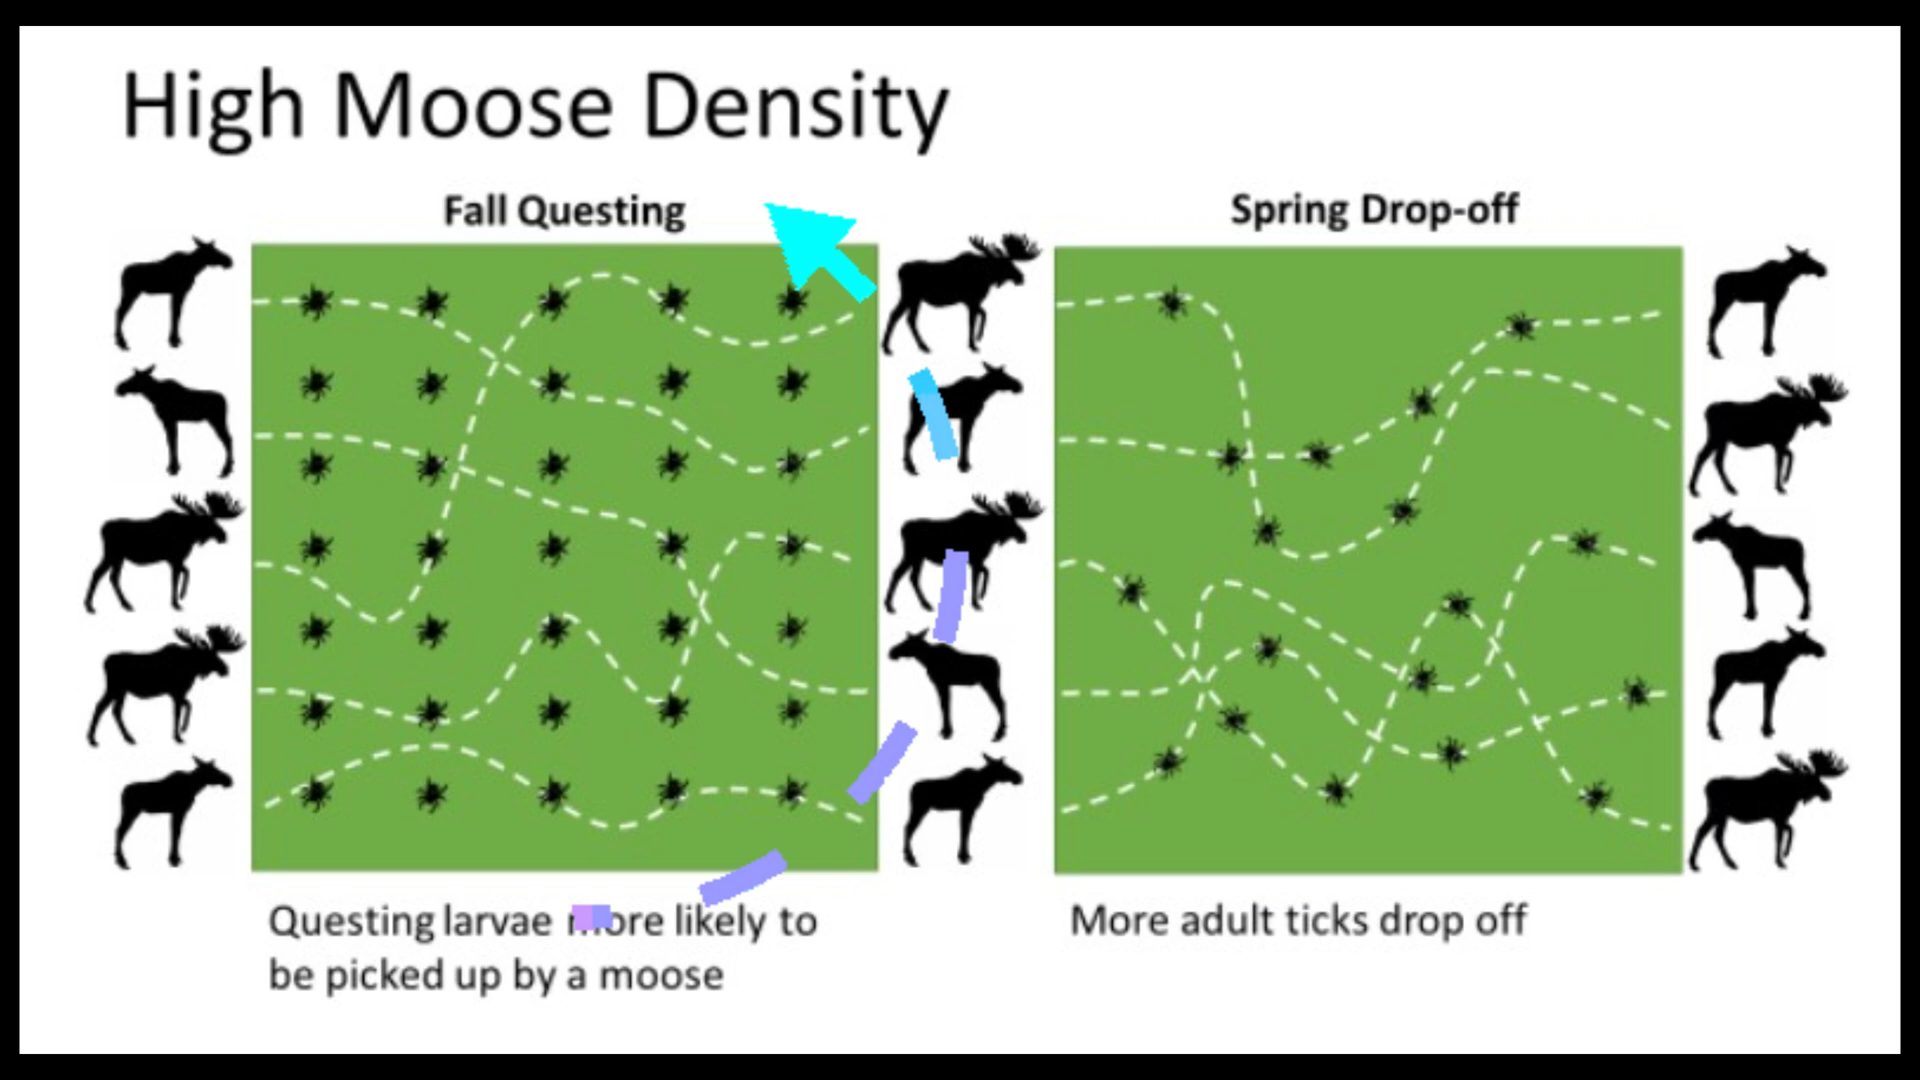 High Moose Density
Fall Questing
Spring Drop-off
Questing larvae more likely to
be picked up by a moose
More adult ticks drop off